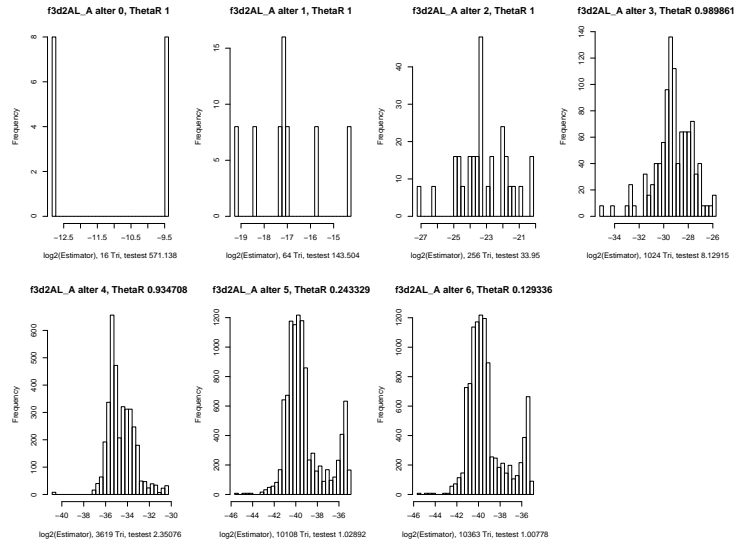 f3d2AL_A alter 0, ThetaR 1
Frequency
0 2 4 6 8
−12.5 −11.5 −10.5 −9.5
log2(Estimator), 16 Tri, testest 571.138
f3d2AL_A alter 1, ThetaR 1
Frequency
0 5 10 15
−19 −18 −17 −16 −15
log2(Estimator), 64 Tri, testest 143.504
f3d2AL_A alter 2, ThetaR 1
Frequency
0 10 20 30 40
−27 −25 −23 −21
log2(Estimator), 256 Tri, testest 33.95
f3d2AL_A alter 3, ThetaR 0.989861
Frequency
0 20 40 60 80 100 120 140
−34 −32 −30 −28 −26
log2(Estimator), 1024 Tri, testest 8.12915
f3d2AL_A alter 4, ThetaR 0.934708
Frequency
0 100 200 300 400 500 600
−40 −38 −36 −34 −32 −30
log2(Estimator), 3619 Tri, testest 2.35076
f3d2AL_A alter 5, ThetaR 0.243329
Frequency
0 200 400 600 800 1000 1200
−46 −44 −42 −40 −38 −36
log2(Estimator), 10108 Tri, testest 1.02892
f3d2AL_A alter 6, ThetaR 0.129336
Frequency
0 200 400 600 800 1000 1200
−46 −44 −42 −40 −38 −36
log2(Estimator), 10363 Tri, testest 1.00778